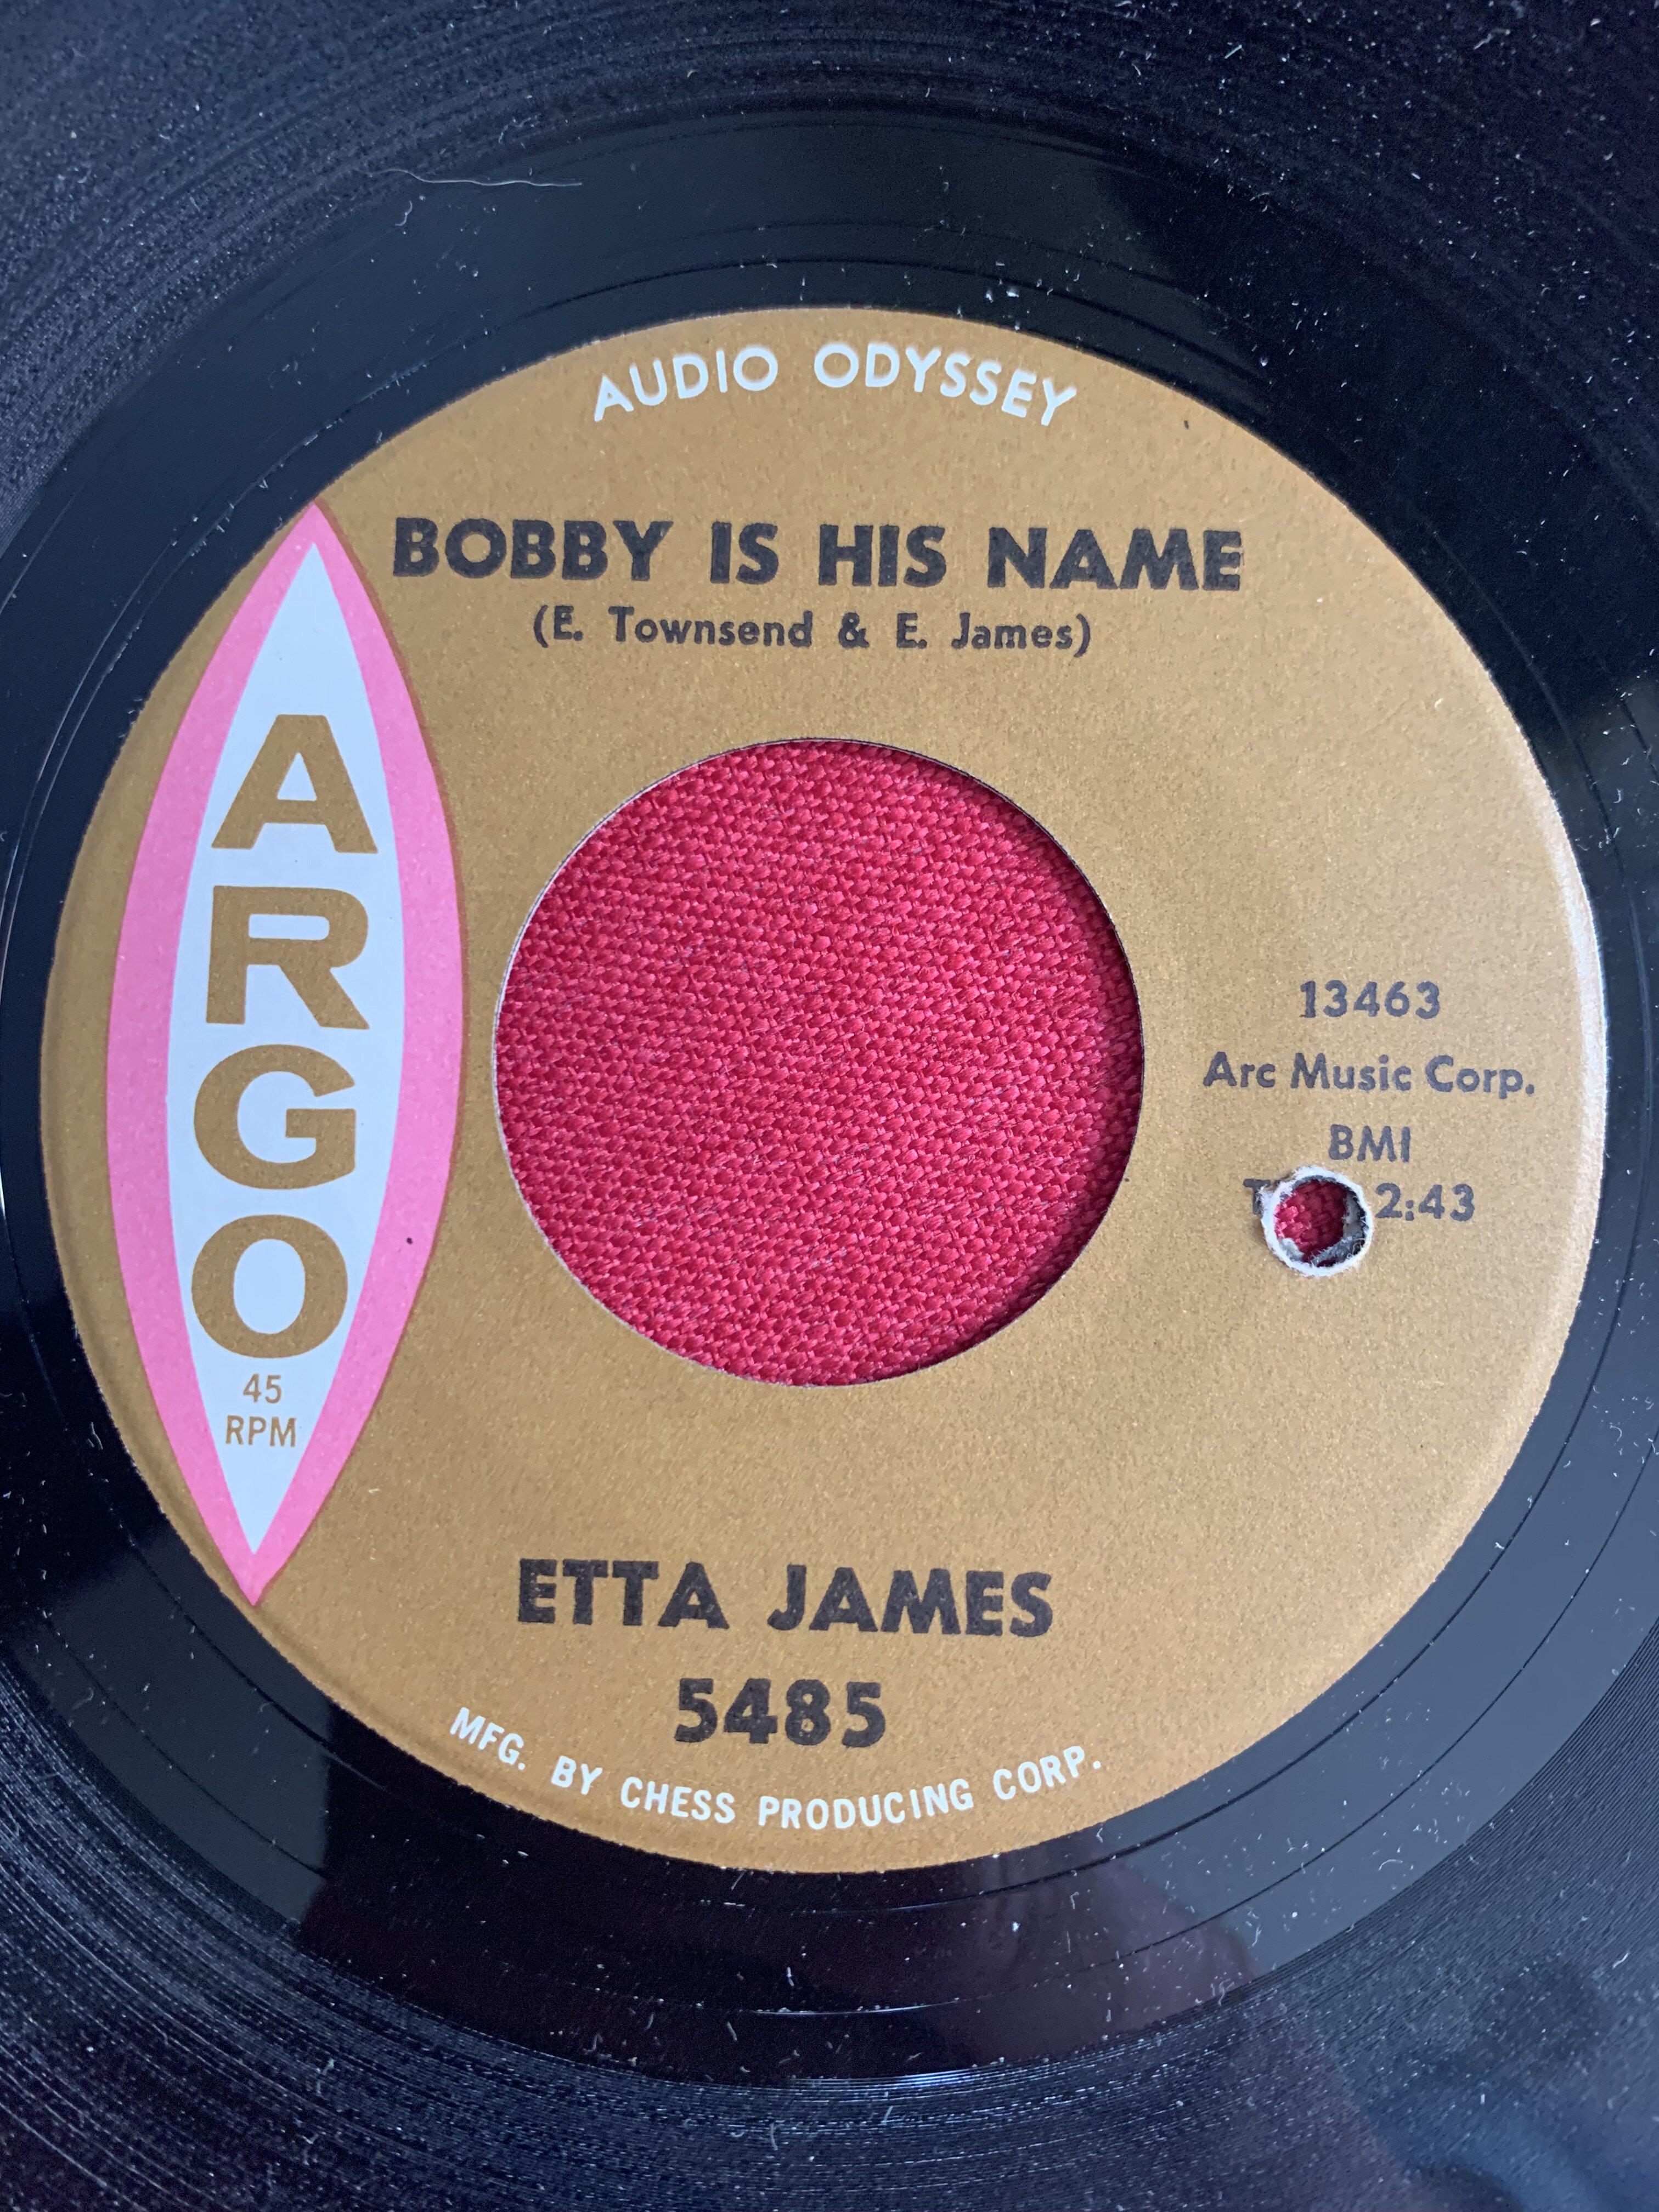 AUDIO ODYSSEY
BOBBY IS HIS NAME
(E. Townsend & E. James)
ARGO
45
RPM
13463
Arc Music Corp.
BMI
2:43
ETTA JAMES
5485
MFG. BY CHESS PRODUCING CORP.